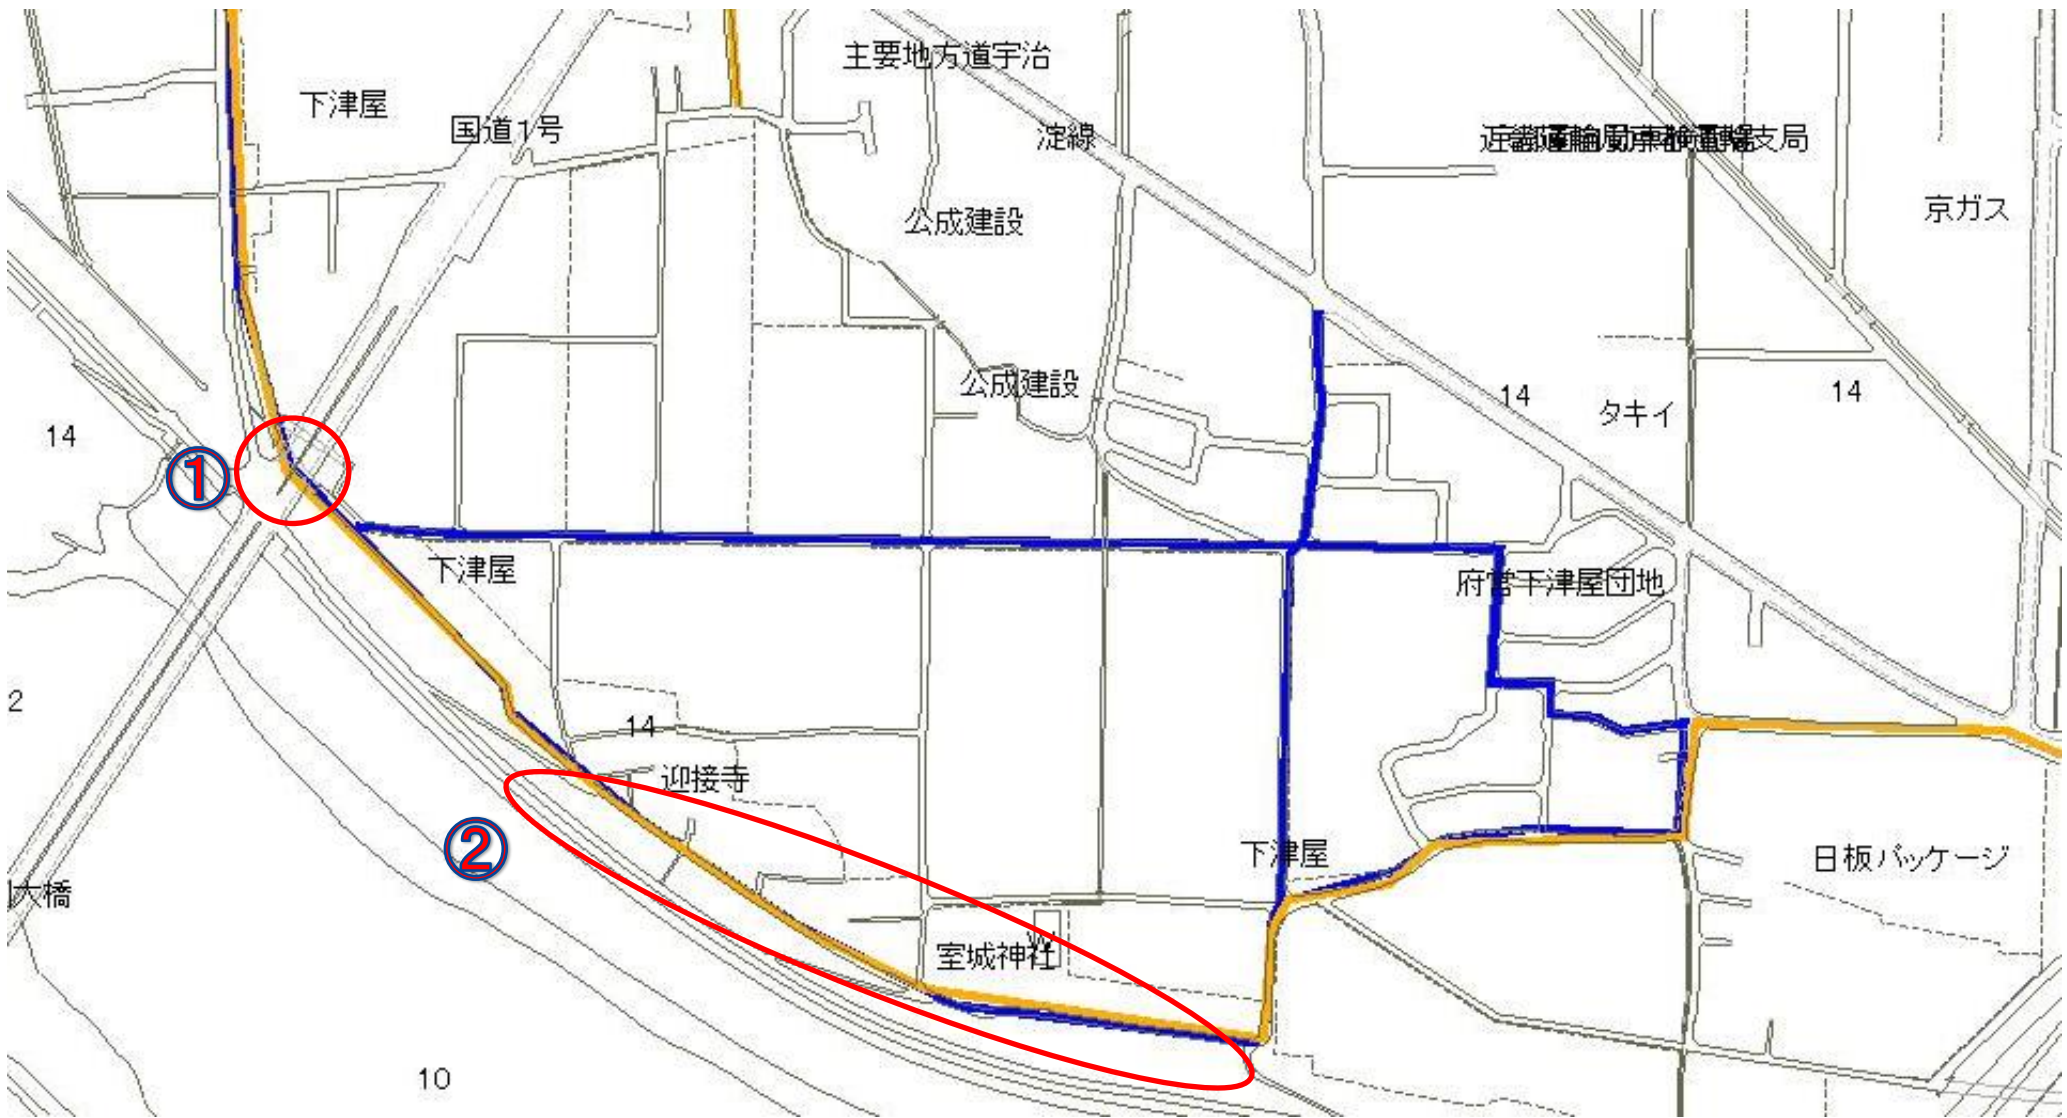 主要地方道宇治
下津屋
国道1号
淀線
支局
京ガス
公成建設
公成建設
14
14
タキイ
14
①
下津屋
府営下津屋団地
2
14
迎接寺
②
下津屋
日板パッケージ
大橋
室城神社
10